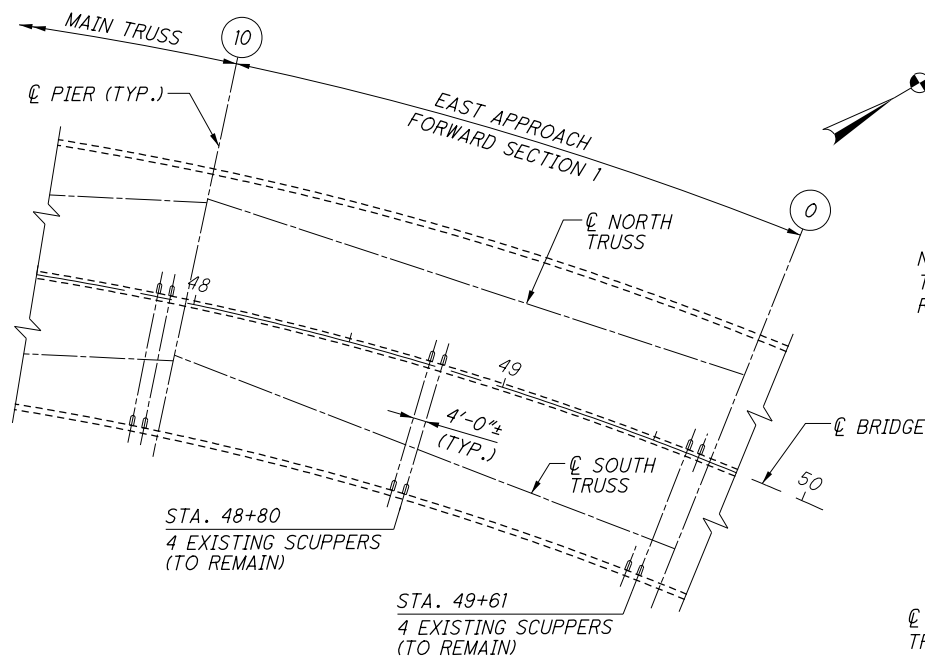 MAIN TRUSS
10
℄ PIER (TYP.)
EAST APPROACH
FORWARD SECTION 1
0
℄ NORTH
TRUSS
N
T
F
48
49
4'-0"±
(TYP.)
℄ BRIDGE
50
℄ SOUTH
TRUSS
STA. 48+80
4 EXISTING SCUPPERS
(TO REMAIN)
STA. 49+61
4 EXISTING SCUPPERS
(TO REMAIN)
℄
TR